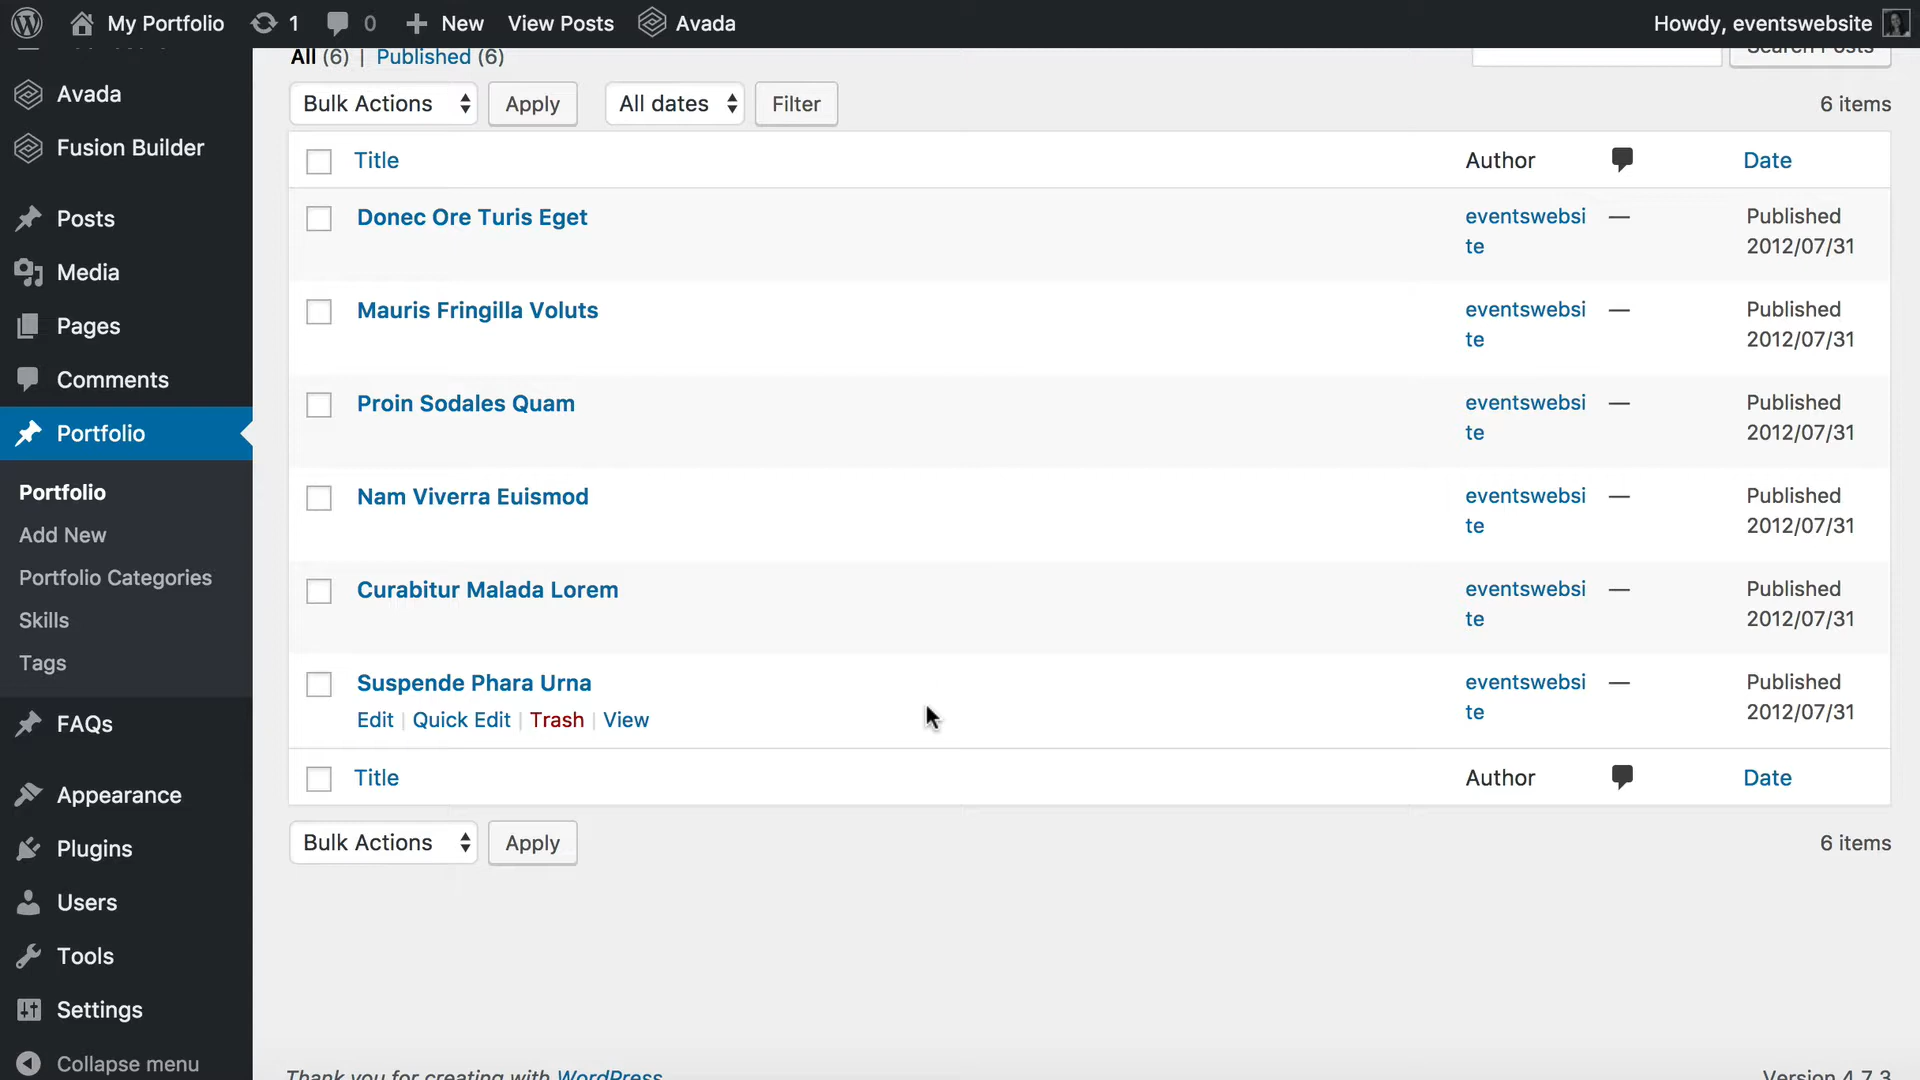 My Portfolio 1 0 New View Posts Avada Howdy, eventswebsite
Avada
Fusion Builder
Posts
Media
Pages
Comments
Portfolio
Portfolio
Add New
Portfolio Categories
Skills
Tags
FAQs
Appearance
Plugins
Users
Tools
Settings
Collapse menu
All (6) | Published (6)
Search Posts
Bulk Actions Apply All dates Filter 6 items
Title Author Date
Donec Ore Turis Eget eventswebsi — Published
te 2012/07/31
Mauris Fringilla Voluts eventswebsi — Published
te 2012/07/31
Proin Sodales Quam eventswebsi — Published
te 2012/07/31
Nam Viverra Euismod eventswebsi — Published
te 2012/07/31
Curabitur Malada Lorem eventswebsi — Published
te 2012/07/31
Suspende Phara Urna eventswebsi — Published
Edit | Quick Edit | Trash | View te 2012/07/31
Title Author Date
Bulk Actions Apply 6 items
Thank you for creating with WordPress Version 4.7.3